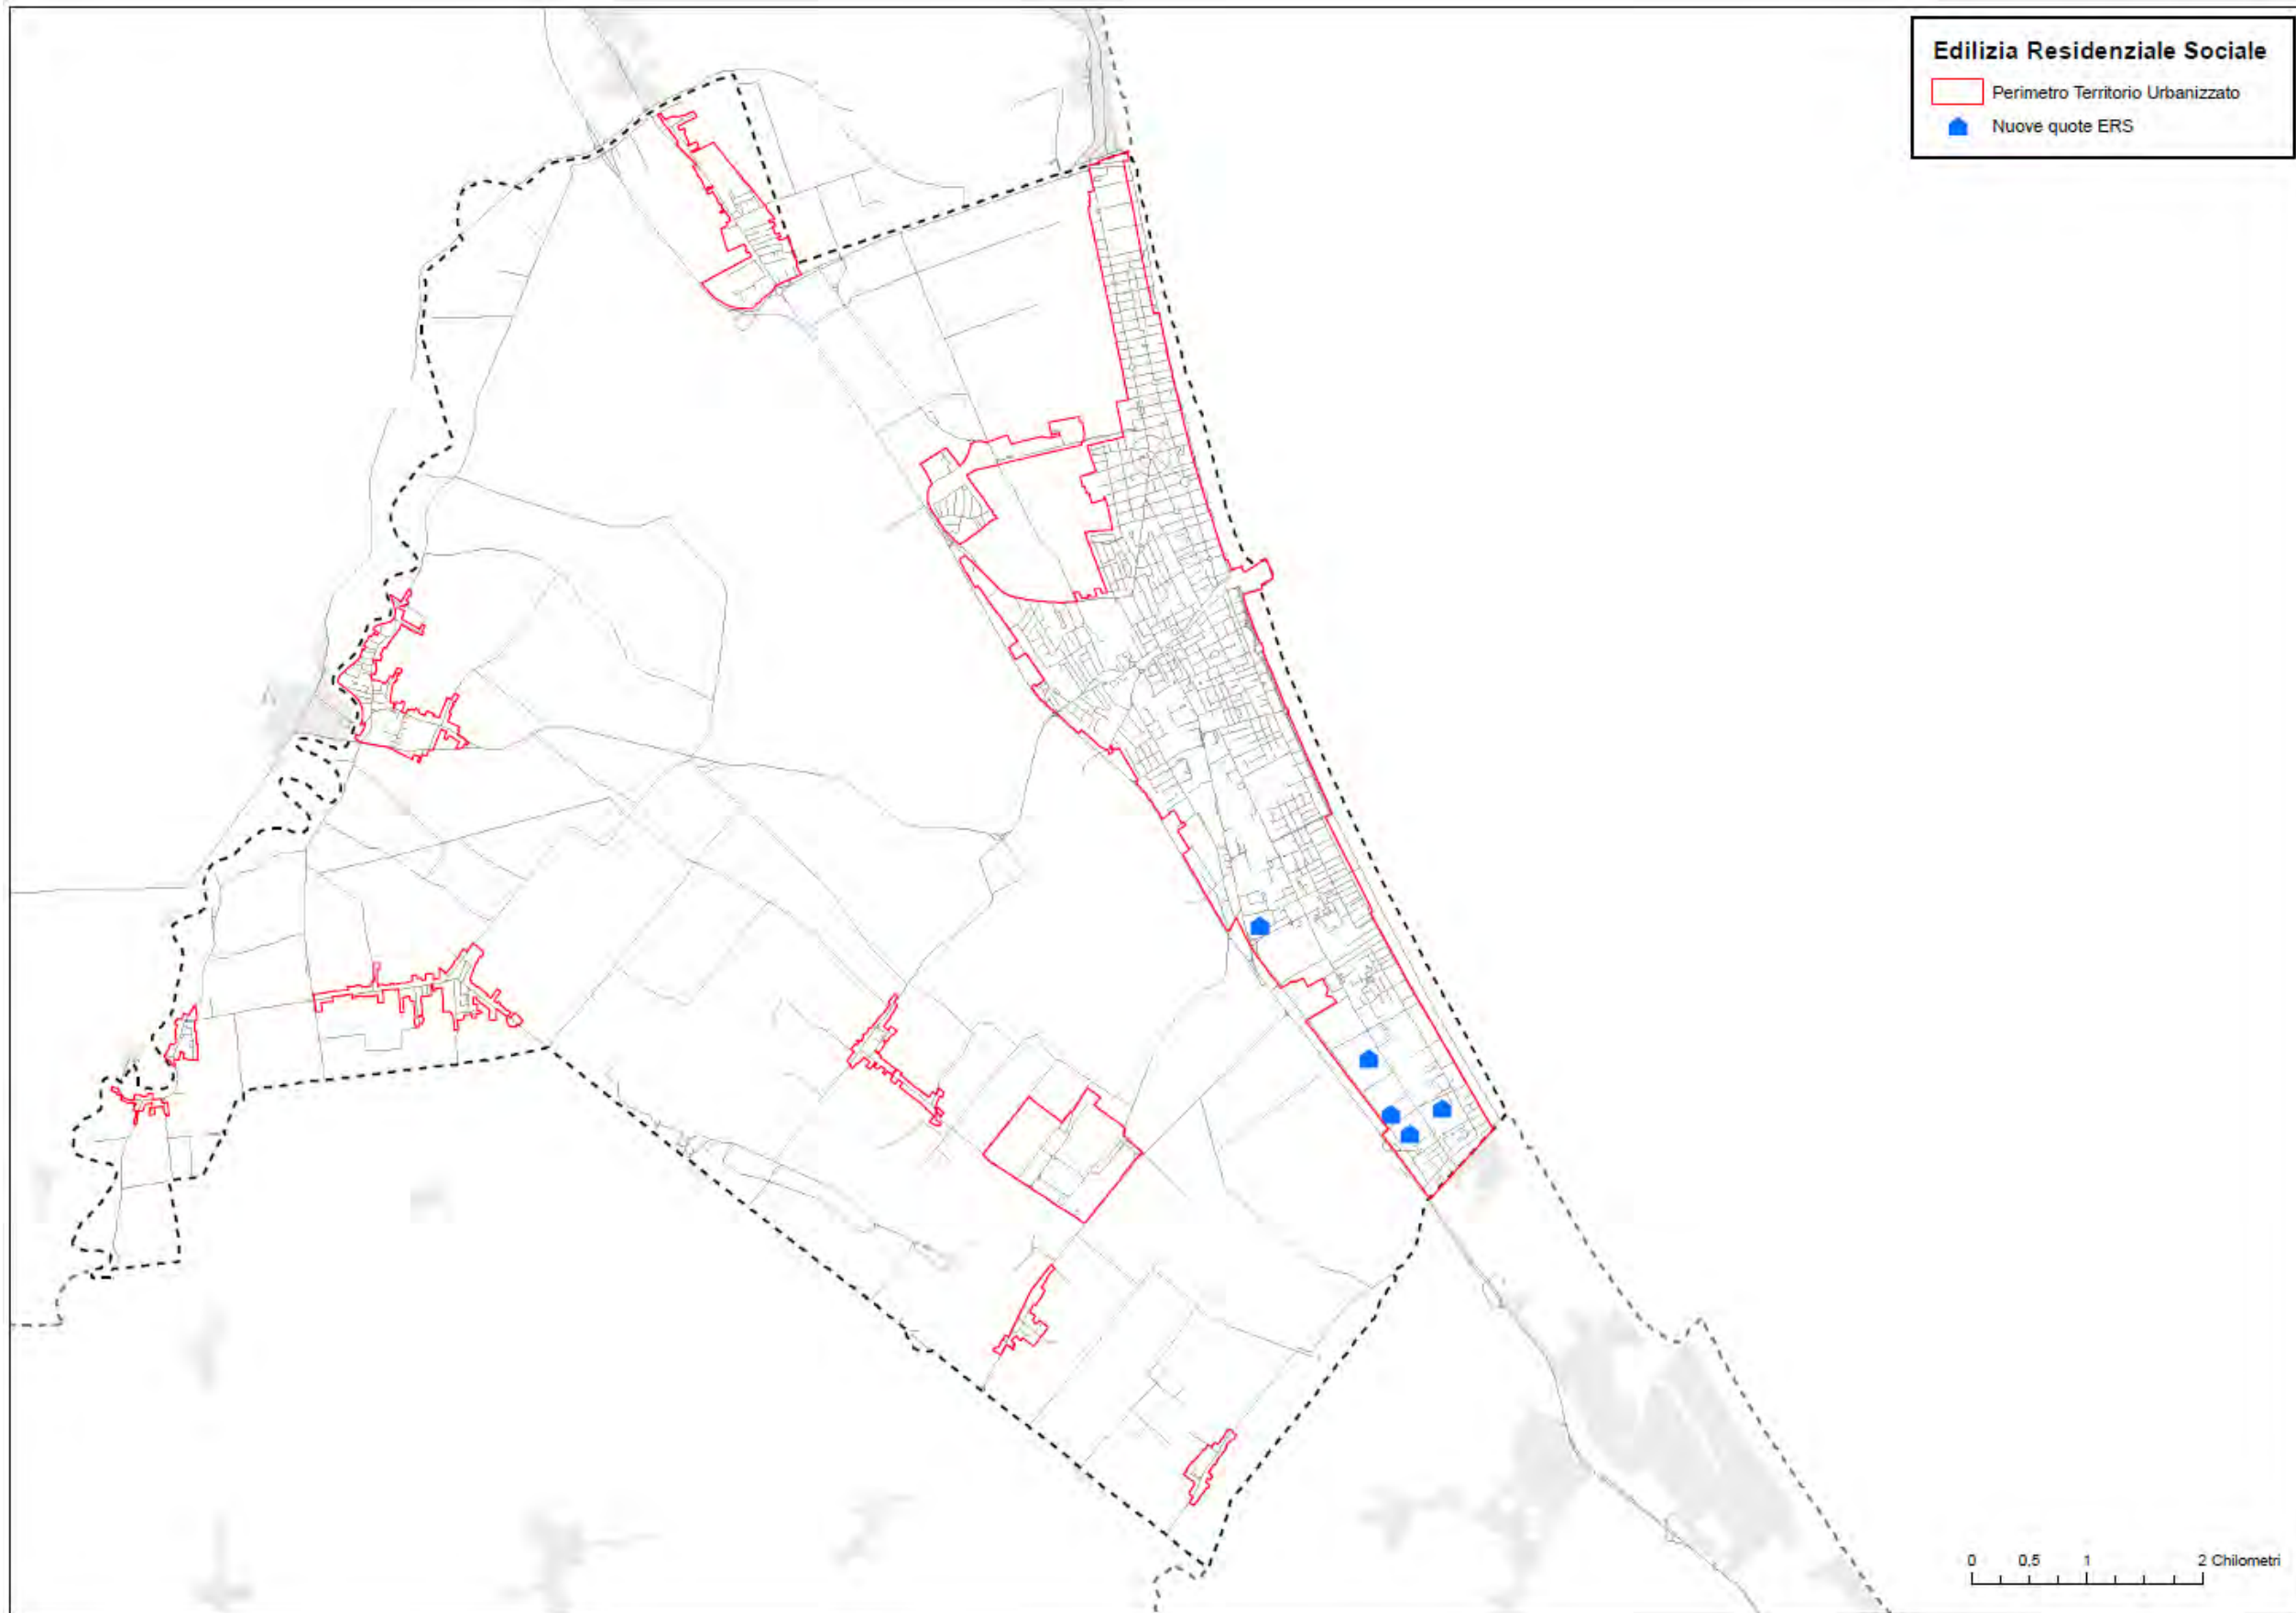 Edilizia Residenziale Sociale
Perimetro Territorio Urbanizzato
Nuove quote ERS
0 0,5 1 2 Chilometri